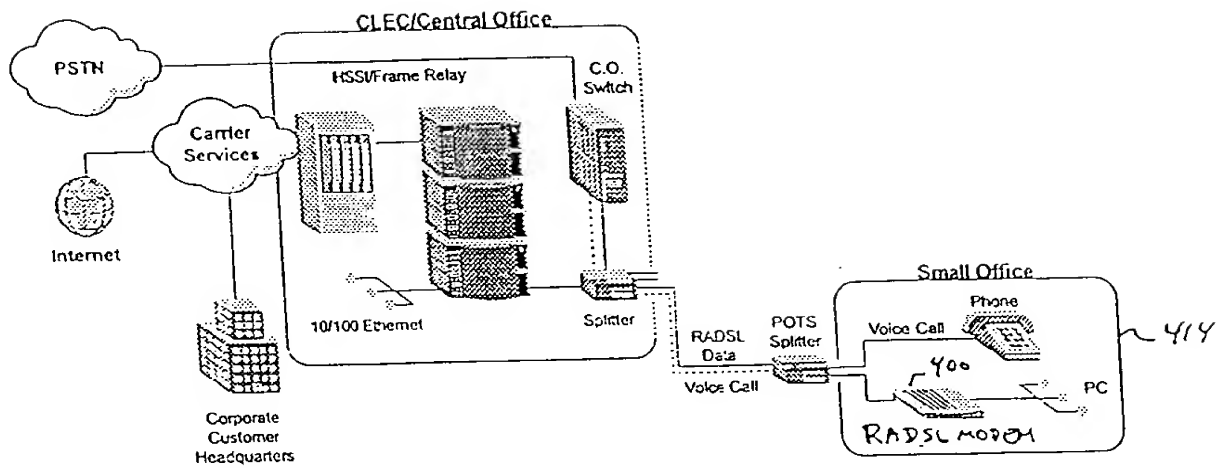 CLEC/Central Office
PSTN
HSSI/Frame Relay
C.O.
Switch
Carrier
Services
Internet
10/100 Ethernet
Splitter
Corporate
Customer
Headquarters
RADSL
Data
Voice Call
POTS
Splitter
Small Office
Phone
Voice Call
414
400
PC
RADSL MODEM